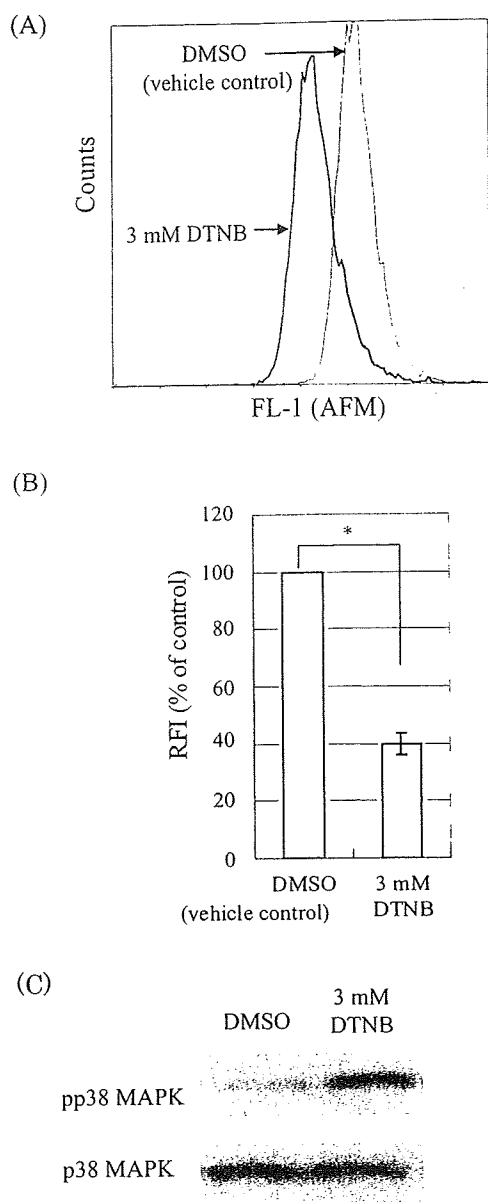 (A)
DMSO
(vehicle control)
3 mM DTNB
Counts
FL-1 (AFM)
(B)
120
*
100
80
60
40
20
0
RFI (% of control)
DMSO
(vehicle control)
3 mM
DTNB
(C)
DMSO
3 mM
DTNB
pp38 MAPK
p38 MAPK